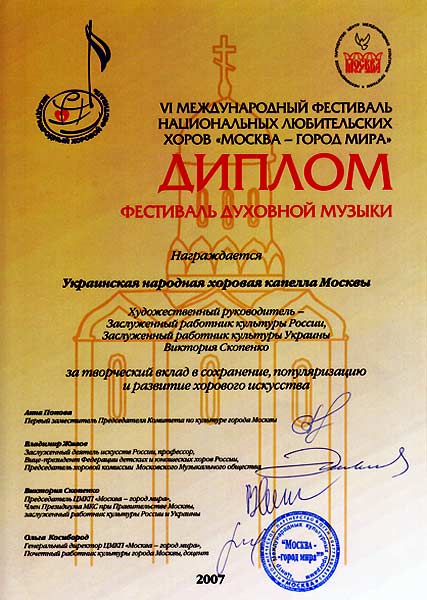 МОСКВА
VI МЕЖДУНАРОДНЫЙ ФЕСТИВАЛЬ
НАЦИОНАЛЬНЫХ ЛЮБИТЕЛЬСКИХ
ХОРОВ «МОСКВА – ГОРОД МИРА»
ДИПЛОМ
ФЕСТИВАЛЬ ДУХОВНОЙ МУЗЫКИ
Награждается
Украинская народная хоровая капелла Москвы
Художественный руководитель –
Заслуженный работник культуры России,
Заслуженный работник культуры Украины
Виктория Скопенко
за творческий вклад в сохранение, популяризацию
и развитие хорового искусства
Анна Попова
Первый заместитель Председателя Комитета по культуре города Москвы
Владимир Живов
Заслуженный деятель искусств России, профессор,
Вице-президент Федерации детских и юношеских хоров России,
Председатель хоровой комиссии Московского Музыкального общества
Виктория Скопенко
Председатель ЦМКП «Москва – город мира»,
Член Президиума МКС при Правительстве Москвы,
заслуженный работник культуры России и Украины
Ольга Косибород
Генеральный директор ЦМКП «Москва – город мира»,
Почетный работник культуры города Москвы, доцент
"Москва -
город мира"
2007